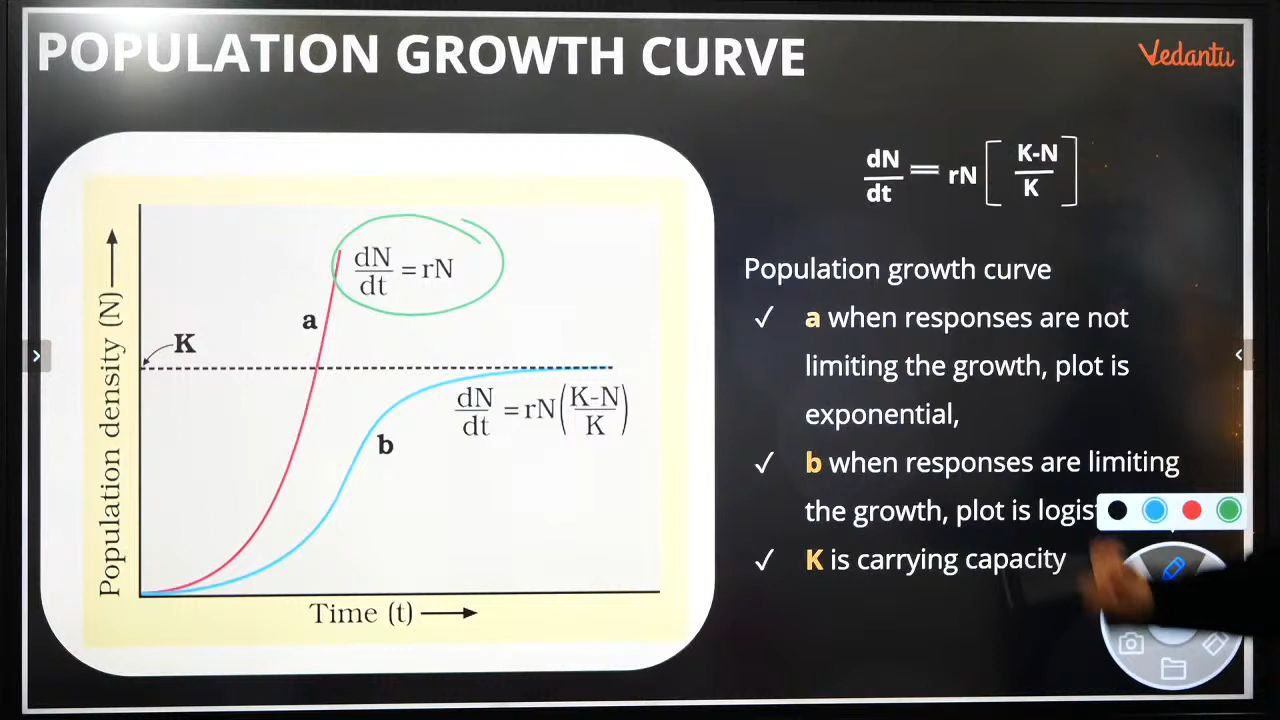 POPULATION GROWTH CURVE
Vedantu
dN/dt = rN [K-N/K]
Population density (N)
K
a
dN/dt = rN
b
dN/dt = rN(K-N/K)
Time (t)
Population growth curve
✓ a when responses are not
limiting the growth, plot is
exponential,
✓ b when responses are limiting
the growth, plot is
✓ K is carrying capacity